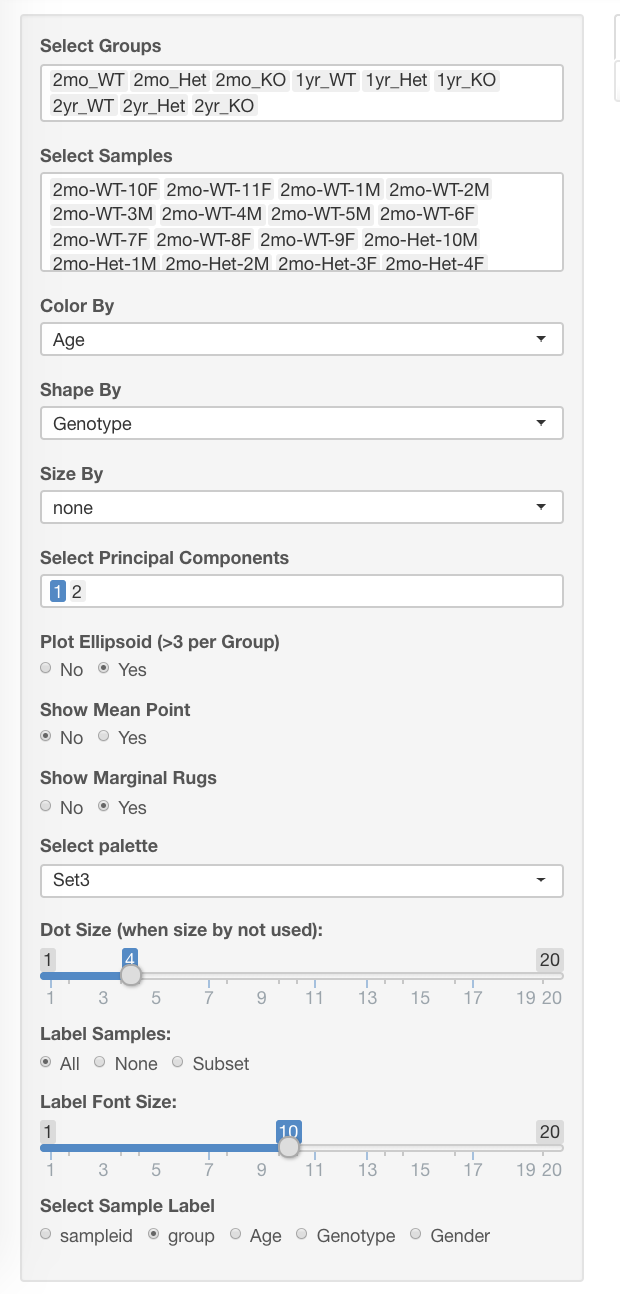 Select Groups
2mo_WT 2mo_Het 2mo_KO 1yr_WT 1yr_Het 1yr_KO
2yr_WT 2yr_Het 2yr_KO
Select Samples
2mo-WT-10F 2mo-WT-11F 2mo-WT-1M 2mo-WT-2M
2mo-WT-3M 2mo-WT-4M 2mo-WT-5M 2mo-WT-6F
2mo-WT-7F 2mo-WT-8F 2mo-WT-9F 2mo-Het-10M
2mo-Het-1M 2mo-Het-2M 2mo-Het-3F 2mo-Het-4F
Color By
Age
Shape By
Genotype
Size By
none
Select Principal Components
1 2
Plot Ellipsoid (>3 per Group)
No Yes
Show Mean Point
No Yes
Show Marginal Rugs
No Yes
Select palette
Set3
Dot Size (when size by not used):
1 4 20
1 3 5 7 9 11 13 15 17 19 20
Label Samples:
All None Subset
Label Font Size:
1 10 20
1 3 5 7 9 11 13 15 17 19 20
Select Sample Label
sampleid group Age Genotype Gender